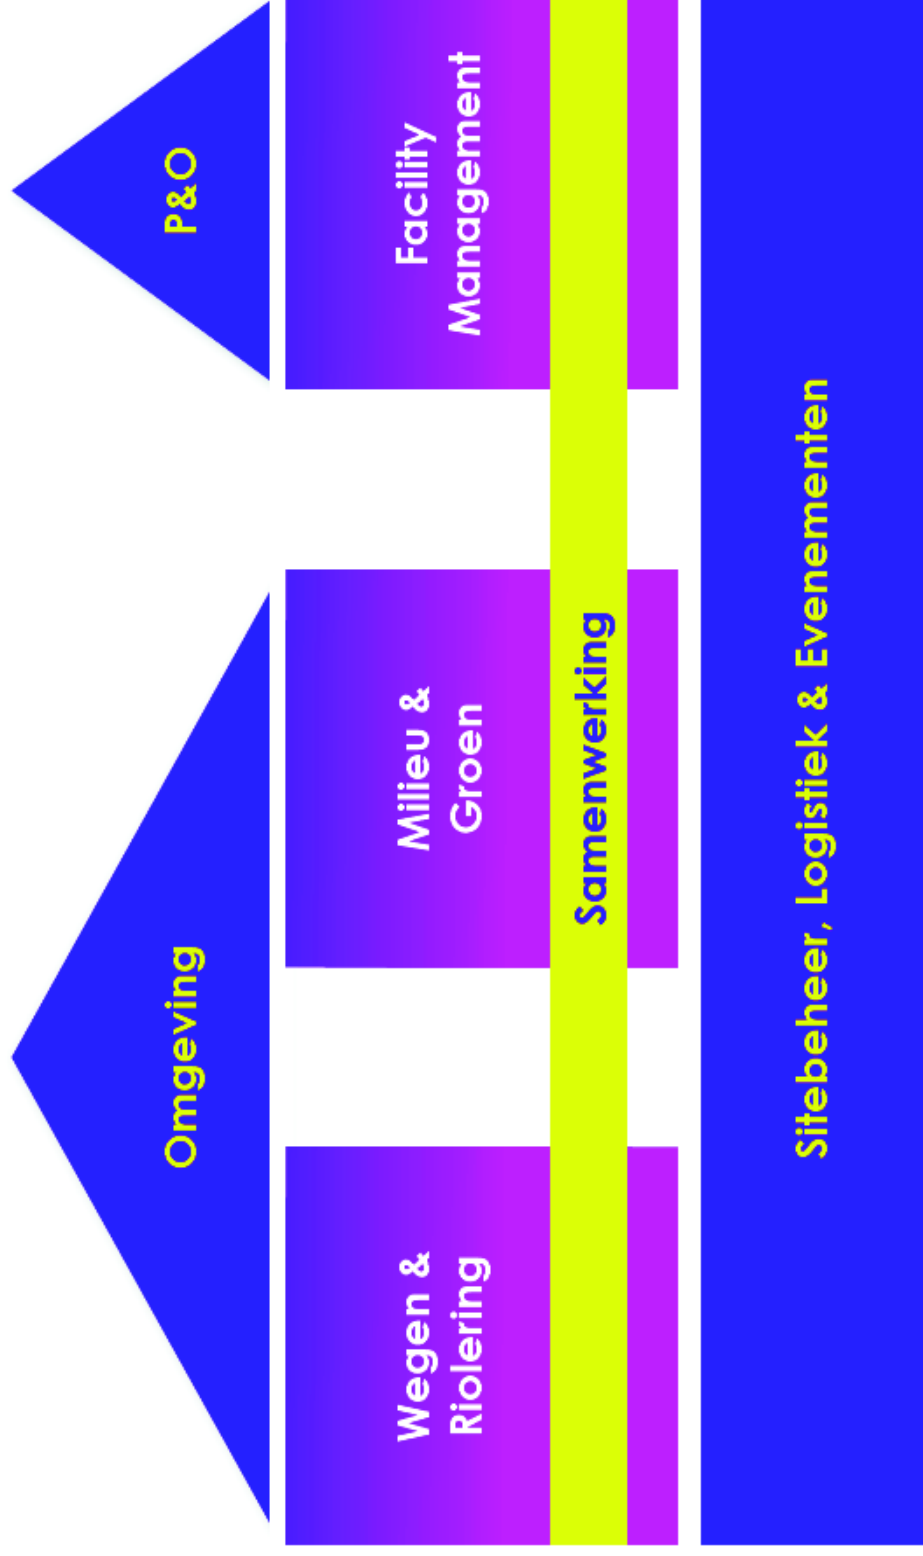 Omgeving
P&O
Wegen &
Riolering
Milieu &
Groen
Facility
Management
Samenwerking
Sitebeheer, Logistiek & Evenementen